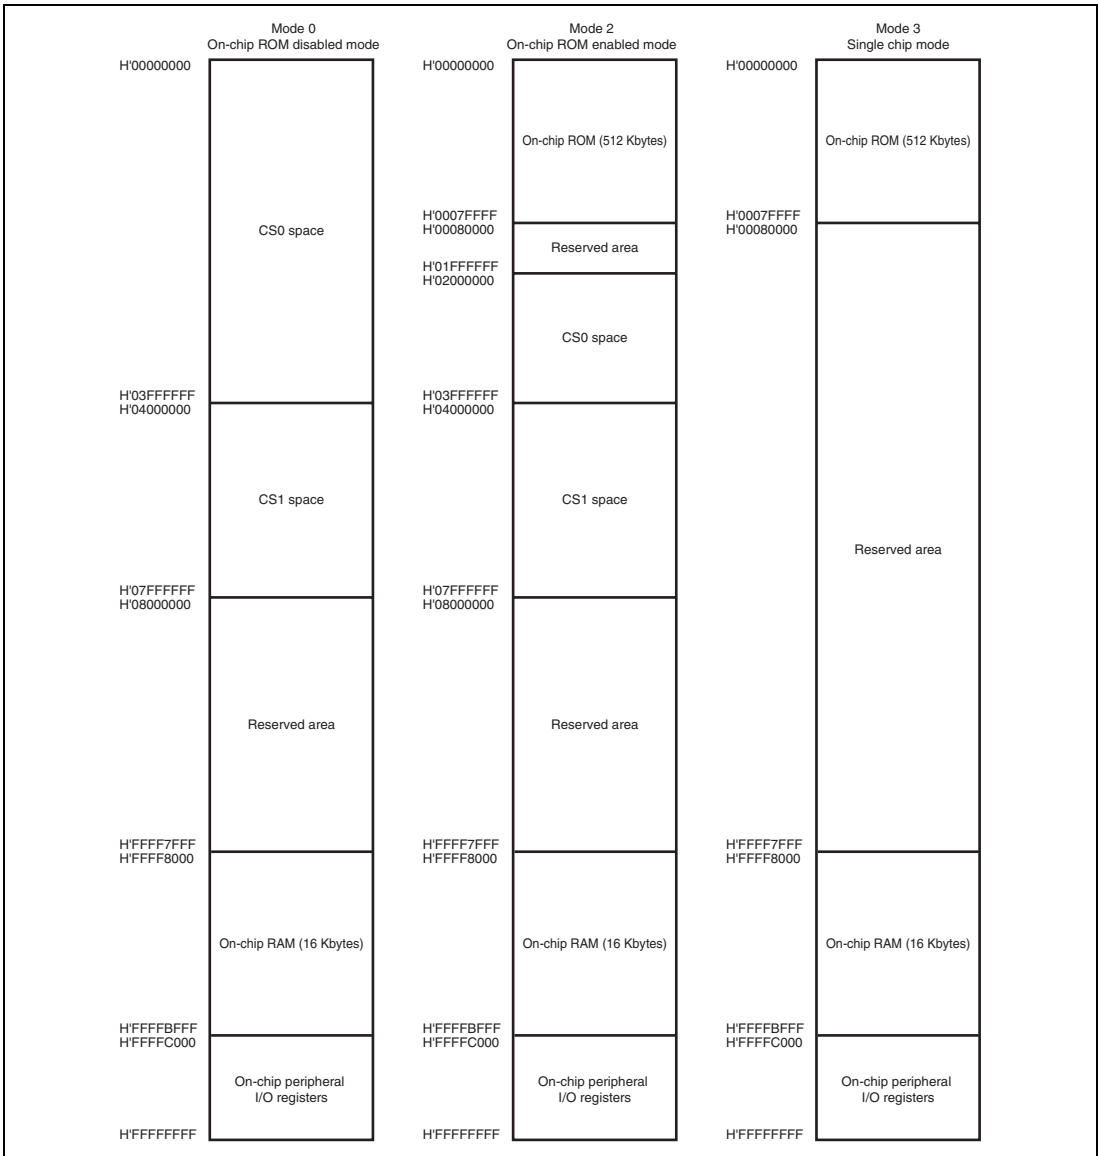 Mode 0
On-chip ROM disabled mode
H'00000000
CS0 space
H'03FFFFFF
H'04000000
CS1 space
H'07FFFFFF
H'08000000
Reserved area
H'FFFF7FFF
H'FFFF8000
On-chip RAM (16 Kbytes)
H'FFFFBFFF
H'FFFFC000
On-chip peripheral
I/O registers
H'FFFFFFFF
Mode 2
On-chip ROM enabled mode
H'00000000
On-chip ROM (512 Kbytes)
H'0007FFFF
H'00080000
Reserved area
H'01FFFFFF
H'02000000
CS0 space
H'03FFFFFF
H'04000000
CS1 space
H'07FFFFFF
H'08000000
Reserved area
H'FFFF7FFF
H'FFFF8000
On-chip RAM (16 Kbytes)
H'FFFFBFFF
H'FFFFC000
On-chip peripheral
I/O registers
H'FFFFFFFF
Mode 3
Single chip mode
H'00000000
On-chip ROM (512 Kbytes)
H'0007FFFF
H'00080000
Reserved area
H'FFFF7FFF
H'FFFF8000
On-chip RAM (16 Kbytes)
H'FFFFBFFF
H'FFFFC000
On-chip peripheral
I/O registers
H'FFFFFFFF